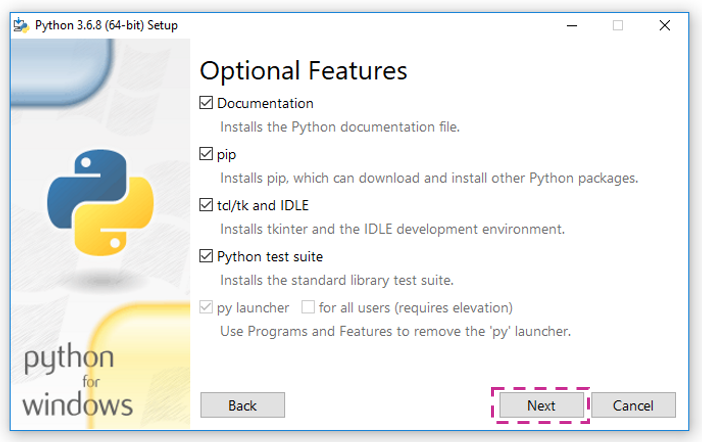 Python 3.6.8 (64-bit) Setup
Optional Features
Documentation
Installs the Python documentation file.
pip
Installs pip, which can download and install other Python packages.
tcl/tk and IDLE
Installs tkinter and the IDLE development environment.
Python test suite
Installs the standard library test suite.
py launcher for all users (requires elevation)
Use Programs and Features to remove the 'py' launcher.
python
for
windows
Back Next Cancel